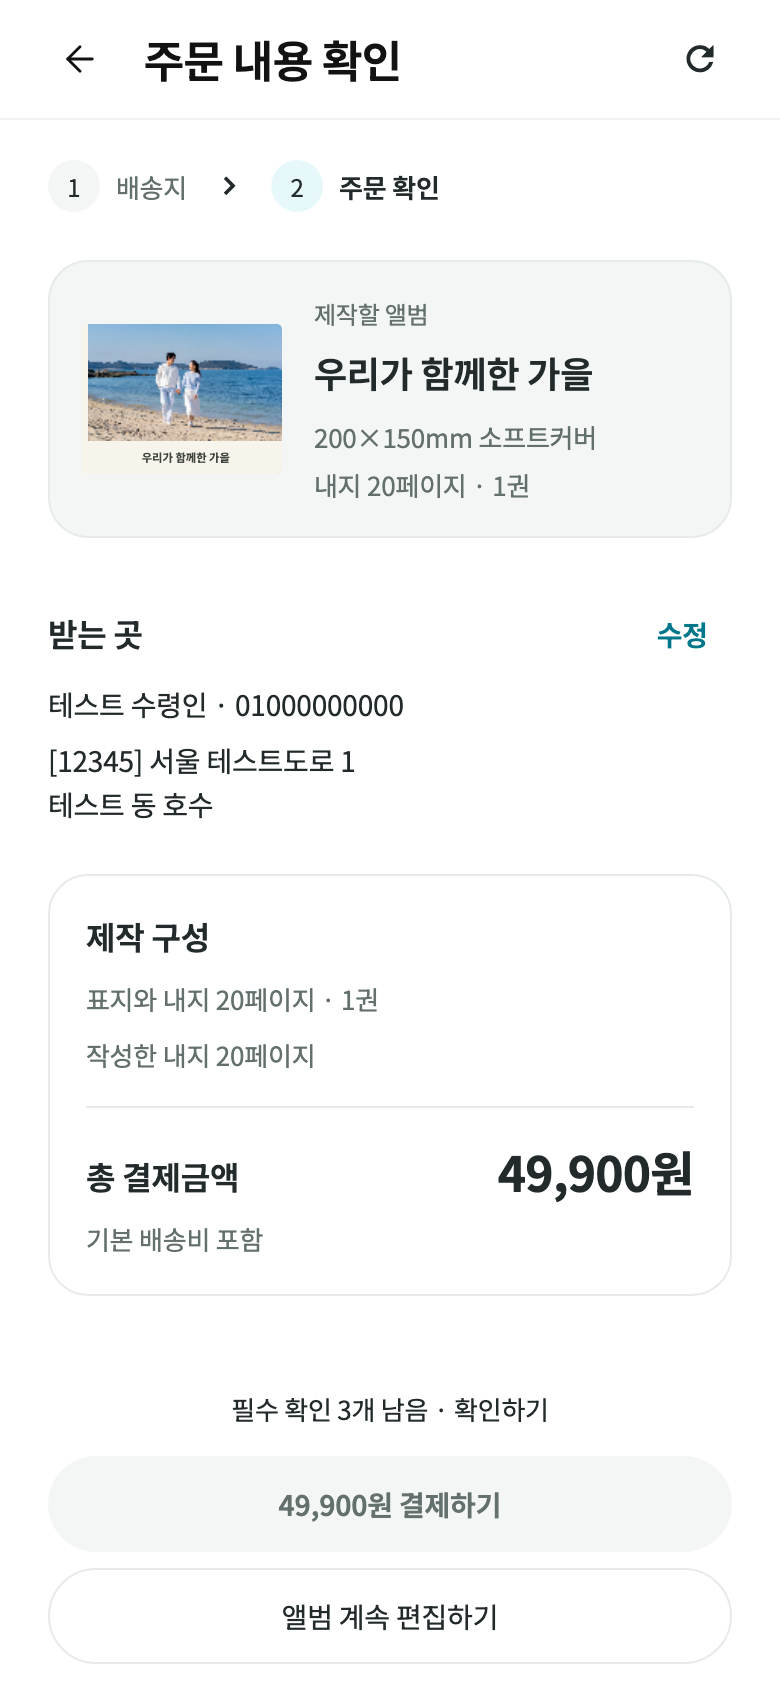 주문 내용 확인
1 배송지 2 주문 확인
제작할 앨범
우리가 함께한 가을
200×150mm 소프트커버
내지 20페이지 · 1권
우리가 함께한 가을
받는 곳 수정
테스트 수령인 · 01000000000
[12345] 서울 테스트도로 1
테스트 동 호수
제작 구성
표지와 내지 20페이지 · 1권
작성한 내지 20페이지
총 결제금액 49,900원
기본 배송비 포함
필수 확인 3개 남음 · 확인하기
49,900원 결제하기
앨범 계속 편집하기